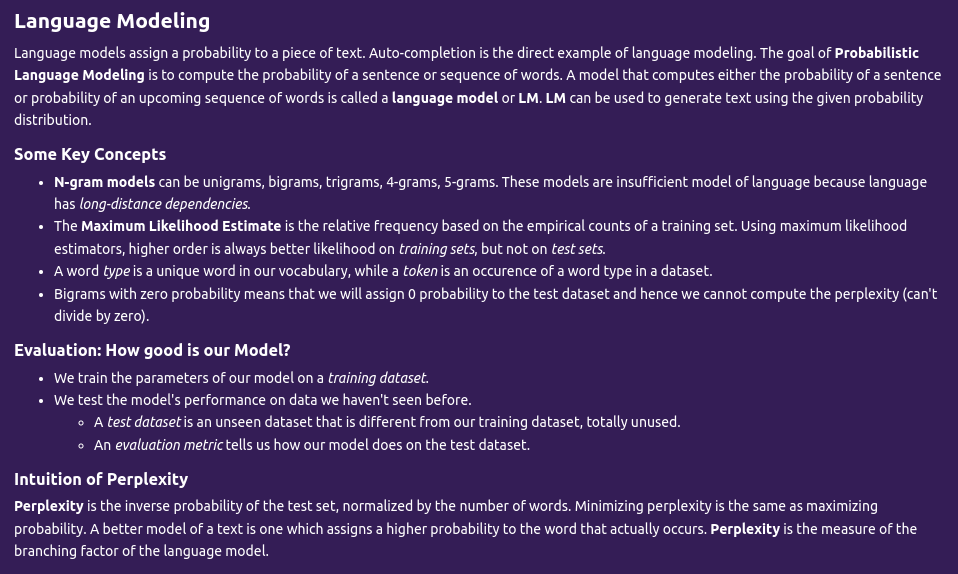 Language Modeling
Language models assign a probability to a piece of text. Auto-completion is the direct example of language modeling. The goal of Probabilistic
Language Modeling is to compute the probability of a sentence or sequence of words. A model that computes either the probability of a sentence
or probability of an upcoming sequence of words is called a language model or LM. LM can be used to generate text using the given probability
distribution.
Some Key Concepts
• N-gram models can be unigrams, bigrams, trigrams, 4-grams, 5-grams. These models are insufficient model of language because language
has long-distance dependencies.
• The Maximum Likelihood Estimate is the relative frequency based on the empirical counts of a training set. Using maximum likelihood
estimators, higher order is always better likelihood on training sets, but not on test sets.
• A word type is a unique word in our vocabulary, while a token is an occurence of a word type in a dataset.
• Bigrams with zero probability means that we will assign 0 probability to the test dataset and hence we cannot compute the perplexity (can't
divide by zero).
Evaluation: How good is our Model?
• We train the parameters of our model on a training dataset.
• We test the model's performance on data we haven't seen before.
◦ A test dataset is an unseen dataset that is different from our training dataset, totally unused.
◦ An evaluation metric tells us how our model does on the test dataset.
Intuition of Perplexity
Perplexity is the inverse probability of the test set, normalized by the number of words. Minimizing perplexity is the same as maximizing
probability. A better model of a text is one which assigns a higher probability to the word that actually occurs. Perplexity is the measure of the
branching factor of the language model.